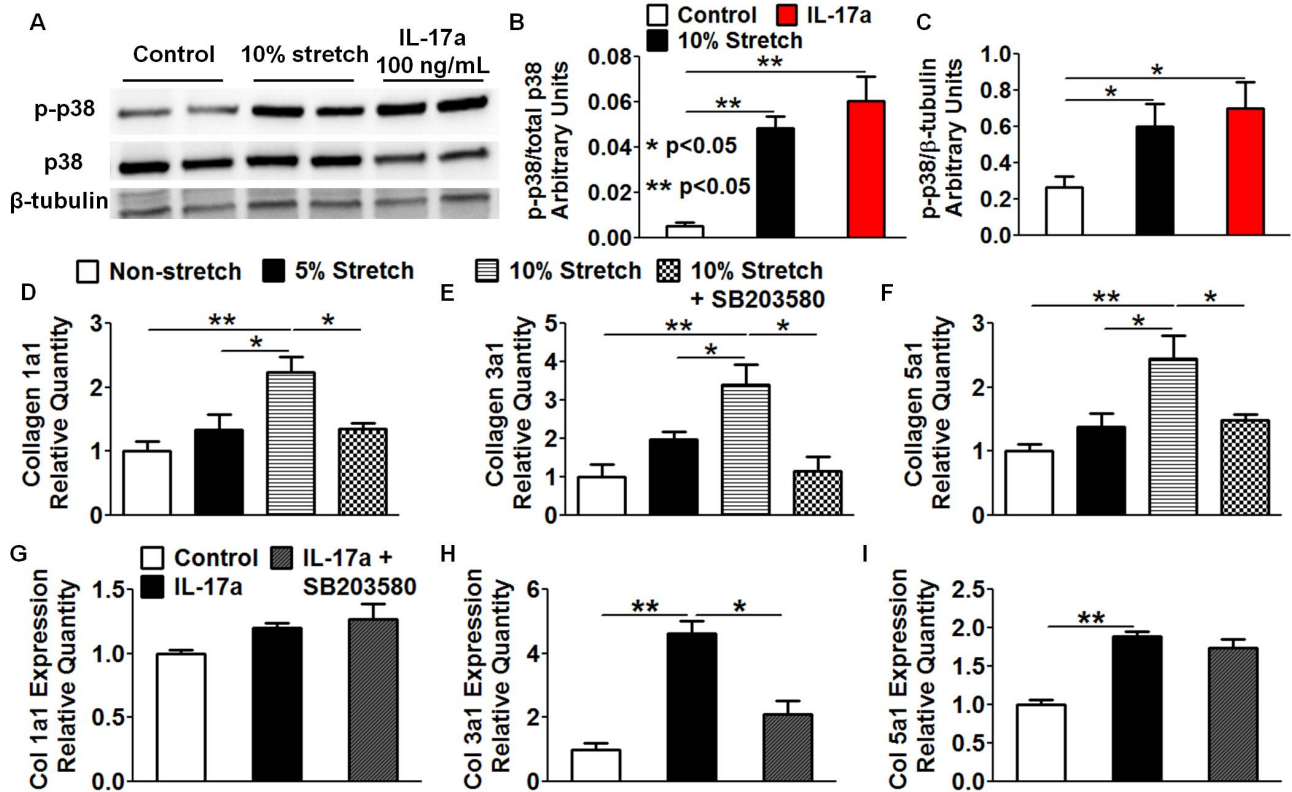 A
Control
10% stretch
IL-17a
100 ng/mL
p-p38
p38
β-tubulin
B
Control
IL-17a
10% Stretch
p-p38/total p38
Arbitrary Units
0.08
0.06
0.04
0.02
0.00
**
**
* p<0.05
** p<0.05
C
p-p38/β-tubulin
Arbitrary Units
1.0
0.8
0.6
0.4
0.2
0.0
*
*
Non-stretch
5% Stretch
10% Stretch
10% Stretch
+ SB203580
D
Collagen 1a1
Relative Quantity
3
2
1
0
**
*
*
E
Collagen 3a1
Relative Quantity
5
4
3
2
1
0
**
*
*
F
Collagen 5a1
Relative Quantity
3
2
1
0
**
*
*
G
Control
IL-17a
IL-17a +
SB203580
Col 1a1 Expression
Relative Quantity
1.5
1.0
0.5
0.0
H
Col 3a1 Expression
Relative Quantity
6
4
2
0
**
*
I
Col 5a1 Expression
Relative Quantity
2.5
2.0
1.5
1.0
0.5
0.0
**